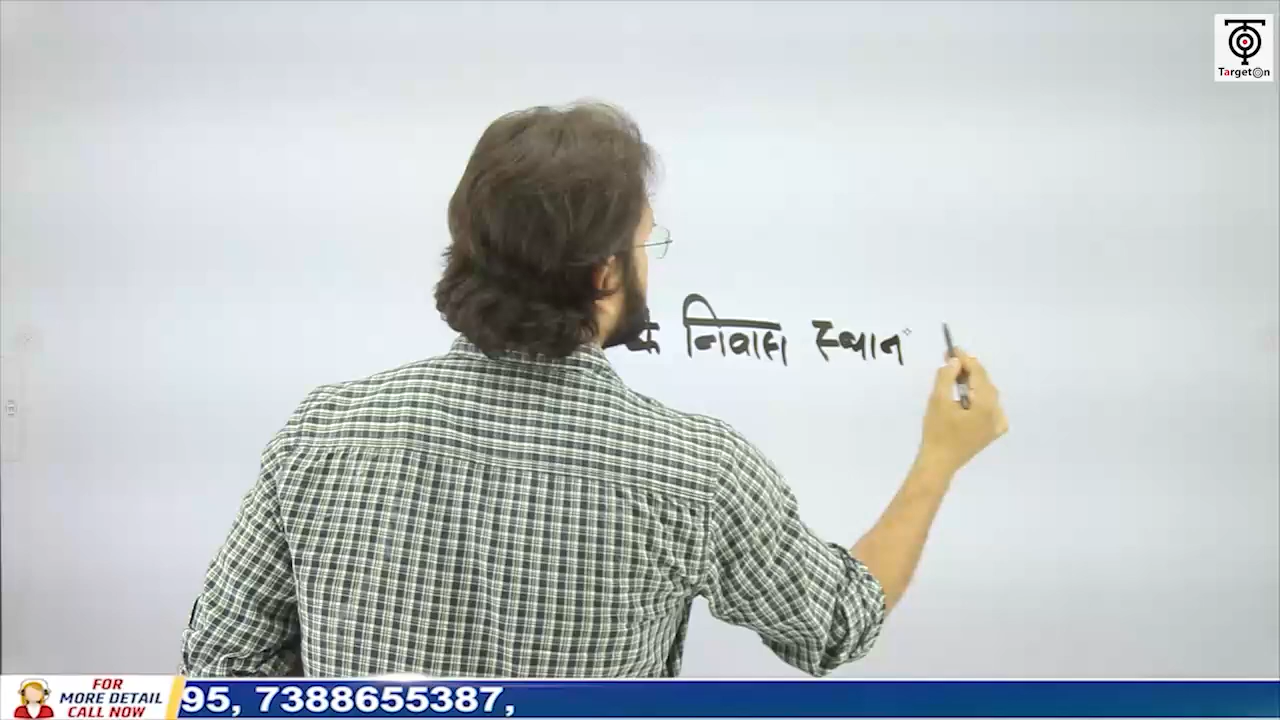 TargetOn
के निवास स्थान
FOR
MORE DETAIL
CALL NOW
95, 7388655387,